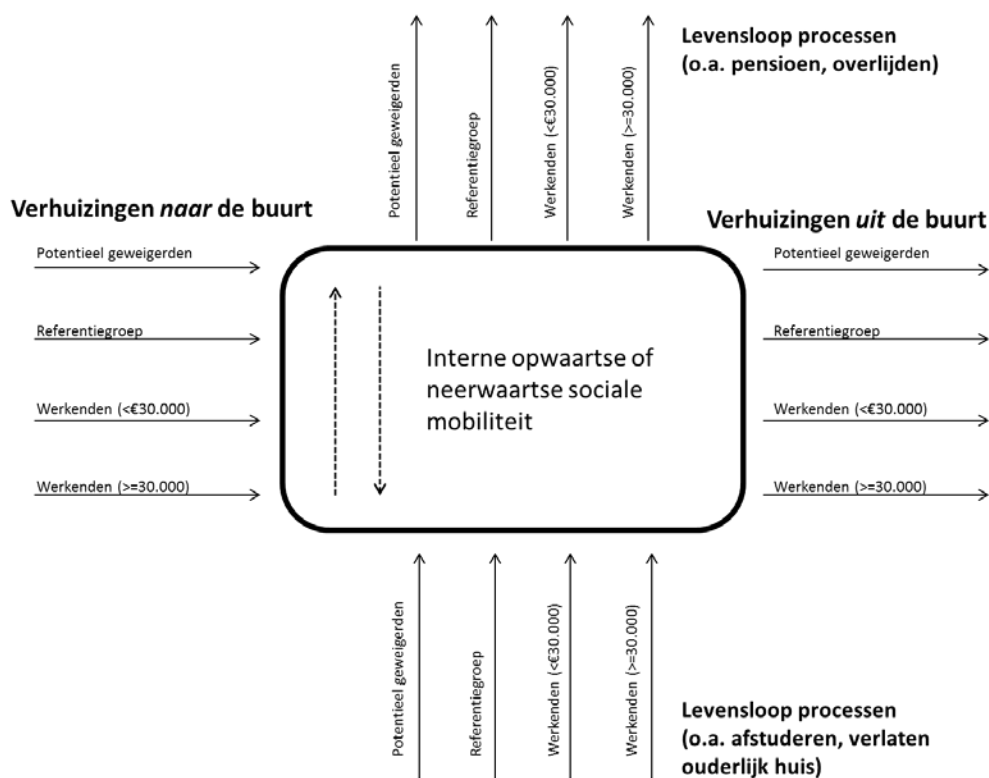 Levensloop processen
(o.a. pensioen, overlijden)
Potentieel geweigerden
Referentiegroep
Werkenden (<€30.000)
Werkenden (>=30.000)
Verhuizingen naar de buurt
Potentieel geweigerden
Referentiegroep
Werkenden (<€30.000)
Werkenden (>=30.000)
Interne opwaartse of
neerwaartse sociale
mobiliteit
Verhuizingen uit de buurt
Potentieel geweigerden
Referentiegroep
Werkenden (<€30.000)
Werkenden (>=30.000)
Potentieel geweigerden
Referentiegroep
Werkenden (<€30.000)
Werkenden (>=30.000)
Levensloop processen
(o.a. afstuderen, verlaten
ouderlijk huis)